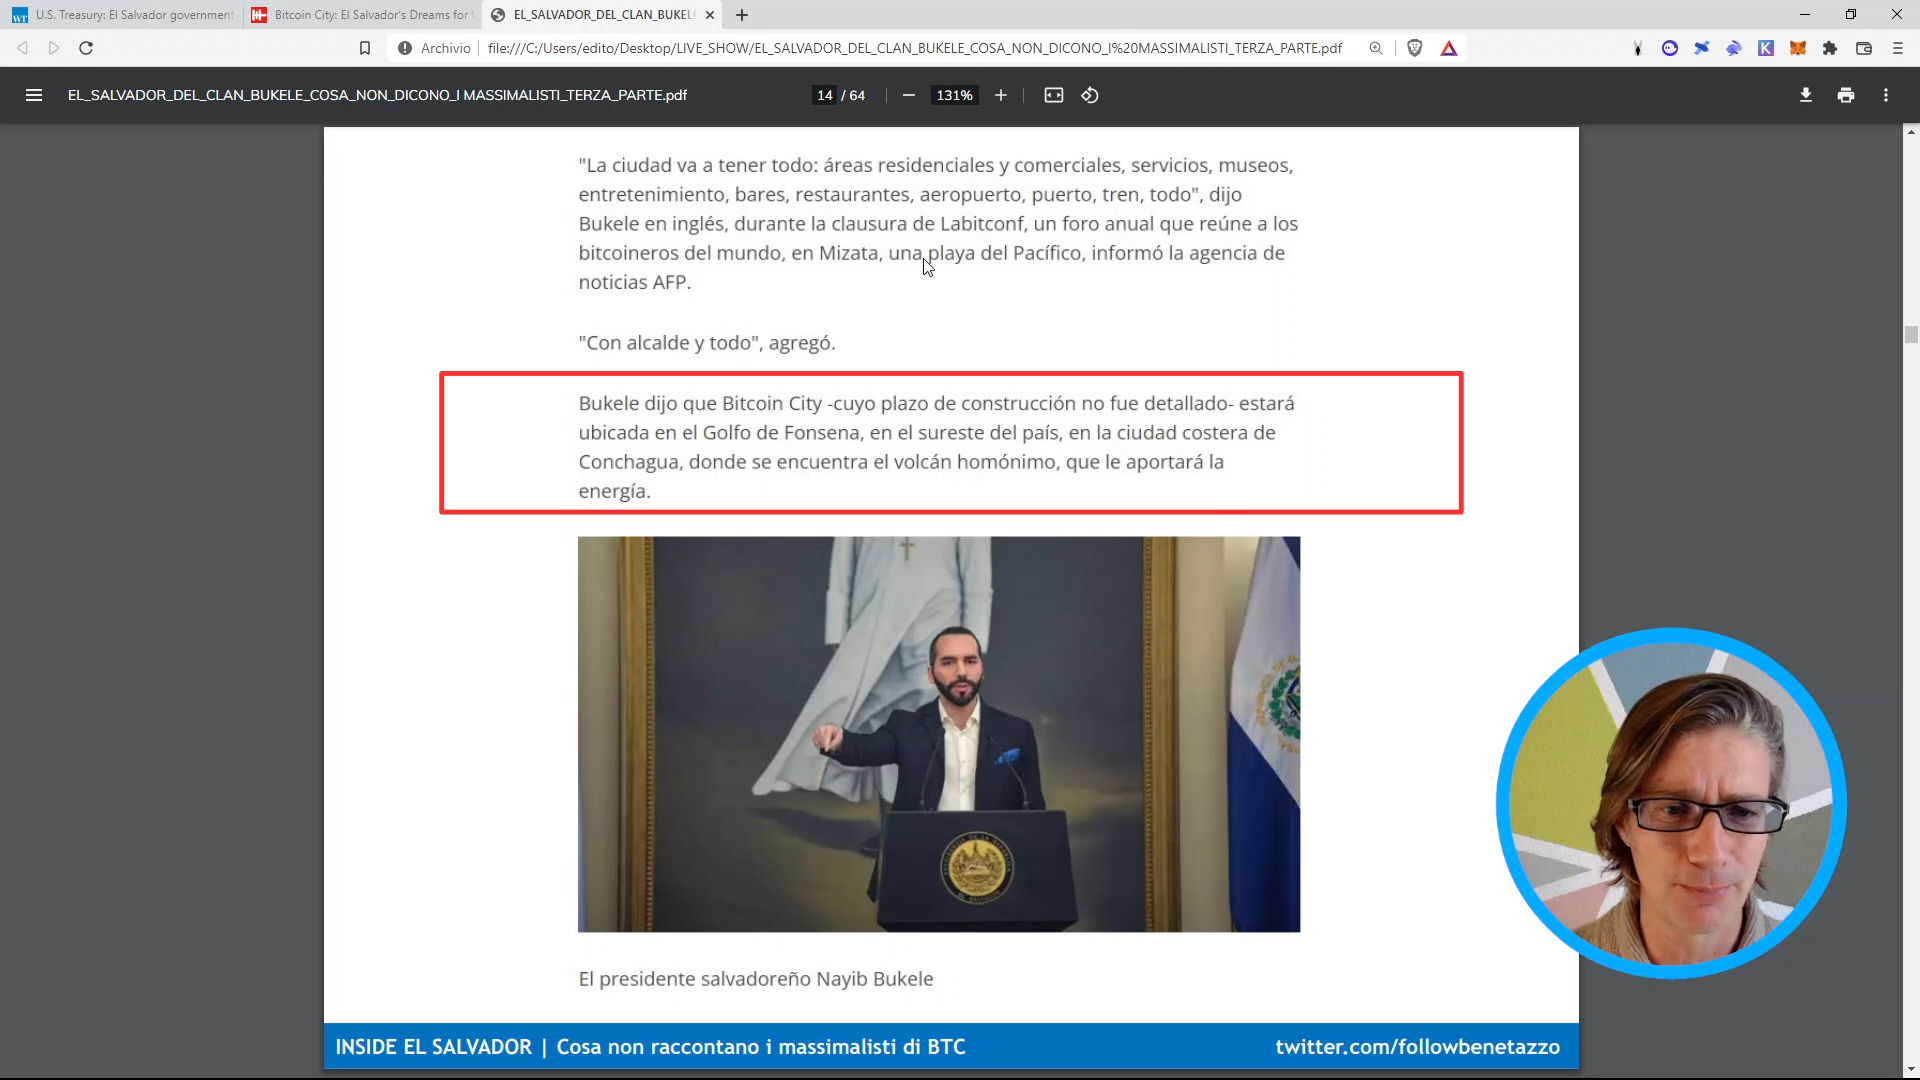 U.S. Treasury: El Salvador government
Bitcoin City: El Salvador's Dreams for
EL_SALVADOR_DEL_CLAN_BUKELE
Archivio
file:///C:/Users/edito/Desktop/LIVE_SHOW/EL_SALVADOR_DEL_CLAN_BUKELE_COSA_NON_DICONO_I%20MASSIMALISTI_TERZA_PARTE.pdf
EL_SALVADOR_DEL_CLAN_BUKELE_COSA_NON_DICONO_I MASSIMALISTI_TERZA_PARTE.pdf
14 / 64
131%
"La ciudad va a tener todo: áreas residenciales y comerciales, servicios, museos,
entretenimiento, bares, restaurantes, aeropuerto, puerto, tren, todo", dijo
Bukele en inglés, durante la clausura de Labitconf, un foro anual que reúne a los
bitcoineros del mundo, en Mizata, una playa del Pacífico, informó la agencia de
noticias AFP.
"Con alcalde y todo", agregó.
Bukele dijo que Bitcoin City -cuyo plazo de construcción no fue detallado- estará
ubicada en el Golfo de Fonsena, en el sureste del país, en la ciudad costera de
Conchagua, donde se encuentra el volcán homónimo, que le aportará la
energía.
El presidente salvadoreño Nayib Bukele
INSIDE EL SALVADOR | Cosa non raccontano i massimalisti di BTC
twitter.com/followbenetazzo